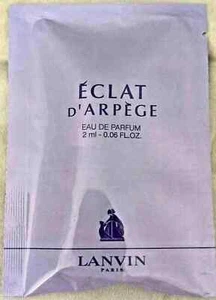 ÉCLAT
D'ARPÈGE
EAU DE PARFUM
2 ml - 0.06 FL.OZ.
LANVIN
PARIS